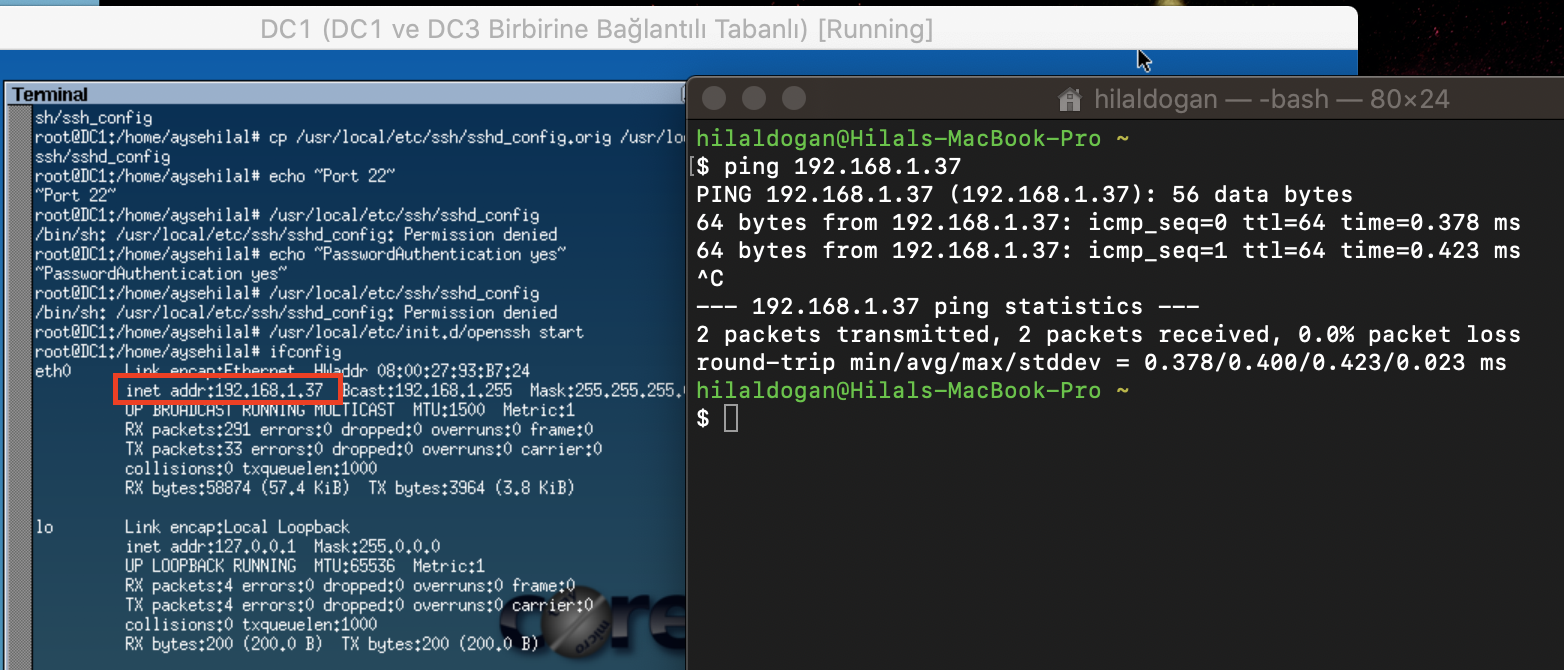 DC1 (DC1 ve DC3 Birbirine Bağlantılı Tabanlı) [Running]
Terminal
sh/ssh_config
root@DC1:/home/aysehilal# cp /usr/local/etc/ssh/sshd_config.orig /usr/lo
ssh/sshd_config
root@DC1:/home/aysehilal# echo ~Port 22~
~Port 22~
root@DC1:/home/aysehilal# /usr/local/etc/ssh/sshd_config
/bin/sh: /usr/local/etc/ssh/sshd_config: Permission denied
root@DC1:/home/aysehilal# echo ~PasswordAuthentication yes~
~PasswordAuthentication yes~
root@DC1:/home/aysehilal# /usr/local/etc/ssh/sshd_config
/bin/sh: /usr/local/etc/ssh/sshd_config: Permission denied
root@DC1:/home/aysehilal# /usr/local/etc/init.d/openssh start
root@DC1:/home/aysehilal# ifconfig
eth0 Link encap:Ethernet HWaddr 08:00:27:93:B7:24
inet addr:192.168.1.37 Bcast:192.168.1.255 Mask:255.255.255.
UP BROADCAST RUNNING MULTICAST MTU:1500 Metric:1
RX packets:291 errors:0 dropped:0 overruns:0 frame:0
TX packets:33 errors:0 dropped:0 overruns:0 carrier:0
collisions:0 txqueuelen:1000
RX bytes:58874 (57.4 KiB) TX bytes:3964 (3.8 KiB)
lo Link encap:Local Loopback
inet addr:127.0.0.1 Mask:255.0.0.0
UP LOOPBACK RUNNING MTU:65536 Metric:1
RX packets:4 errors:0 dropped:0 overruns:0 frame:0
TX packets:4 errors:0 dropped:0 overruns:0 carrier:0
collisions:0 txqueuelen:1000
RX bytes:200 (200.0 B) TX bytes:200 (200.0 B)
core
micro
hilaldogan — -bash — 80×24
hilaldogan@Hilals-MacBook-Pro ~
[$ ping 192.168.1.37
PING 192.168.1.37 (192.168.1.37): 56 data bytes
64 bytes from 192.168.1.37: icmp_seq=0 ttl=64 time=0.378 ms
64 bytes from 192.168.1.37: icmp_seq=1 ttl=64 time=0.423 ms
^C
--- 192.168.1.37 ping statistics ---
2 packets transmitted, 2 packets received, 0.0% packet loss
round-trip min/avg/max/stddev = 0.378/0.400/0.423/0.023 ms
hilaldogan@Hilals-MacBook-Pro ~
$